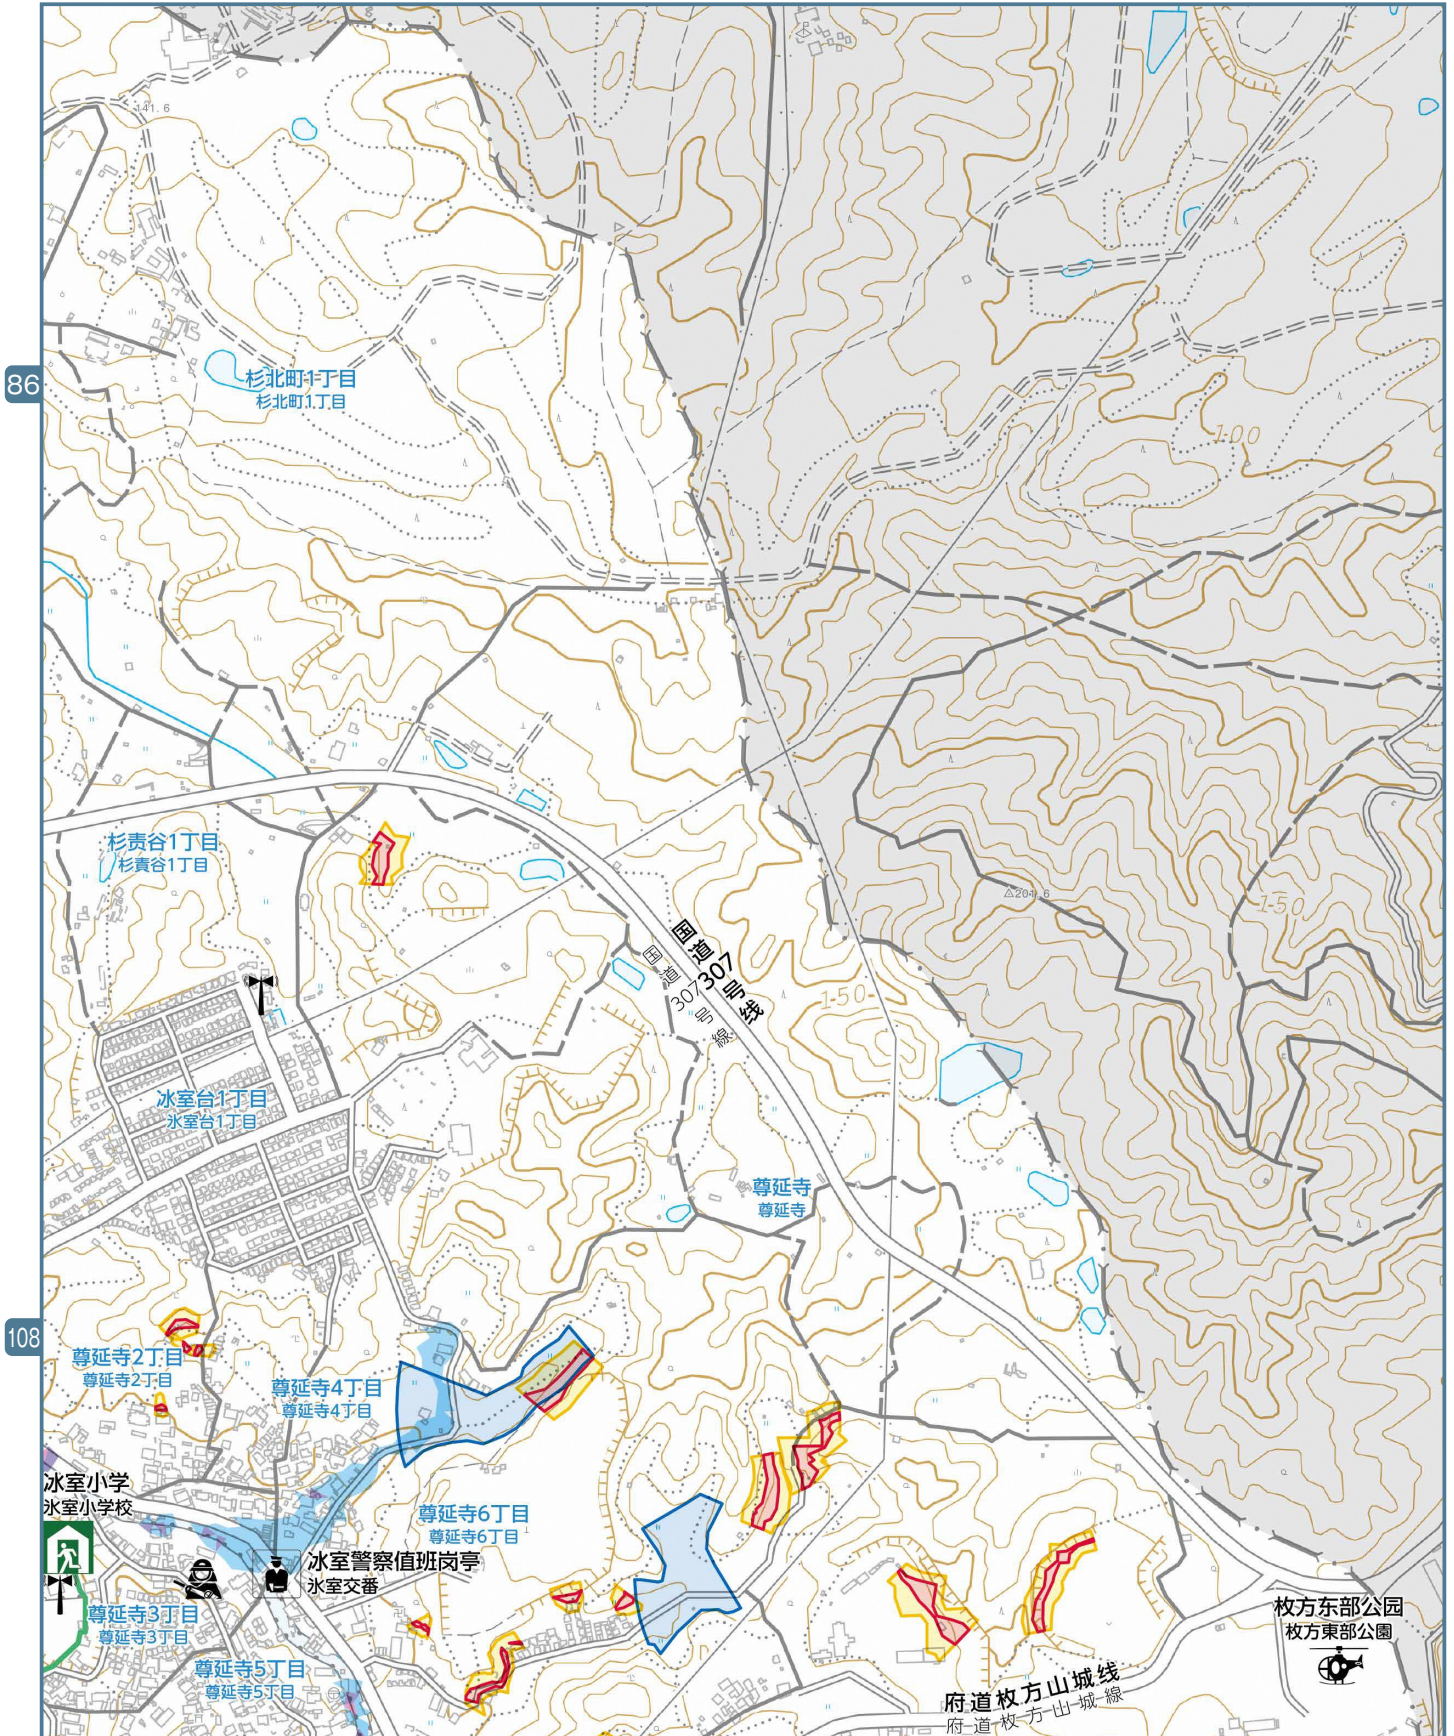 141.6
86
杉北町1丁目
杉北町1丁目
100
杉责谷1丁目
杉責谷1丁目
201.6
150
国道307号线
国道307号線
150
冰室台1丁目
氷室台1丁目
尊延寺
尊延寺
108
尊延寺2丁目
尊延寺2丁目
尊延寺4丁目
尊延寺4丁目
冰室小学
氷室小学校
尊延寺6丁目
尊延寺6丁目
冰室警察值班岗亭
氷室交番
尊延寺3丁目
尊延寺3丁目
枚方东部公园
枚方東部公園
尊延寺5丁目
尊延寺5丁目
府道枚方山城线
府道枚方山城線